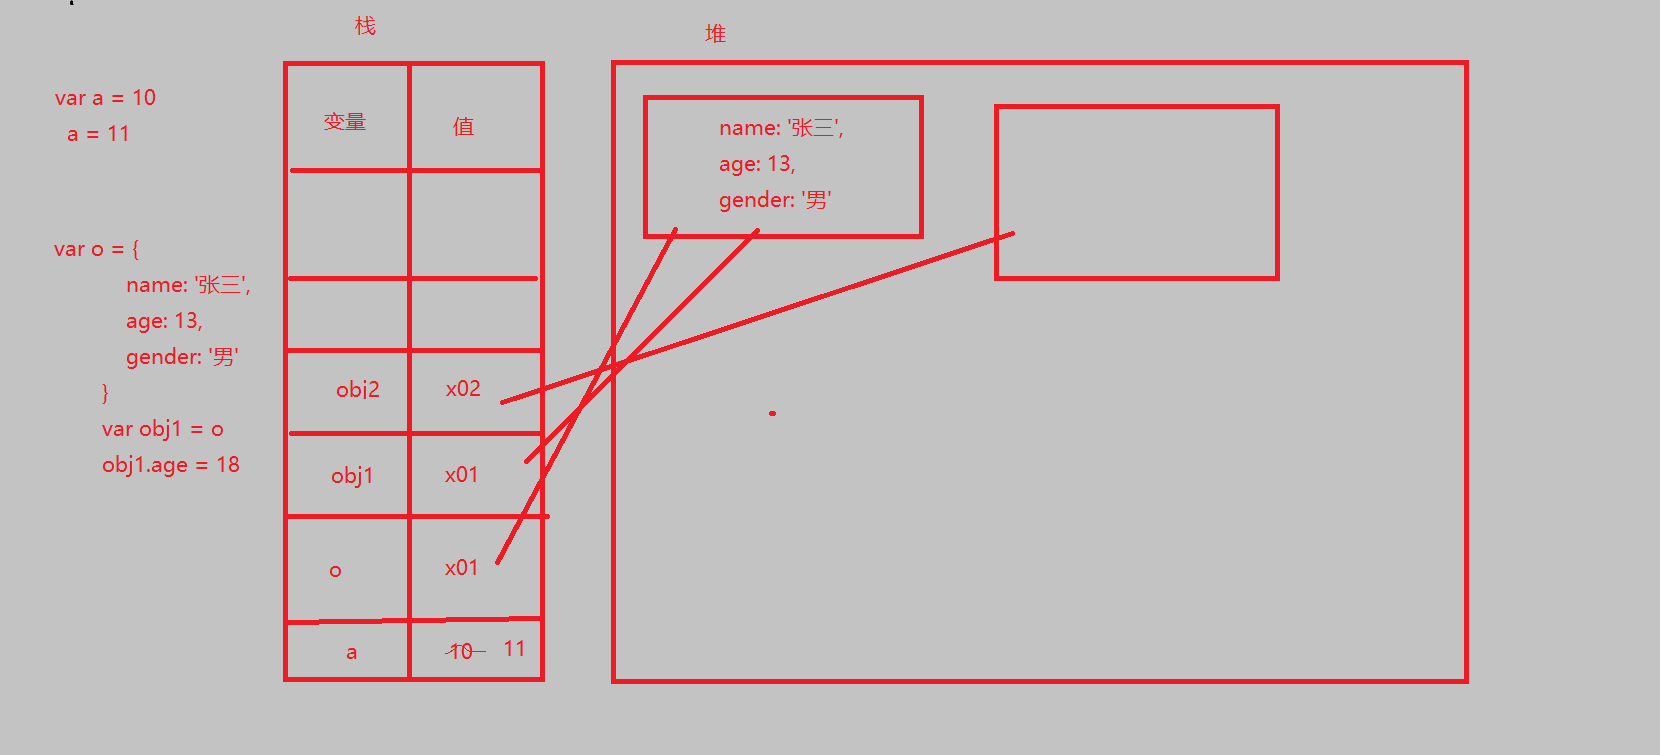 栈
堆
var a = 10
a = 11
var o = {
name: '张三',
age: 13,
gender: '男'
}
var obj1 = o
obj1.age = 18
变量 值
obj2 x02
obj1 x01
o x01
a 10 11
name: '张三',
age: 13,
gender: '男'